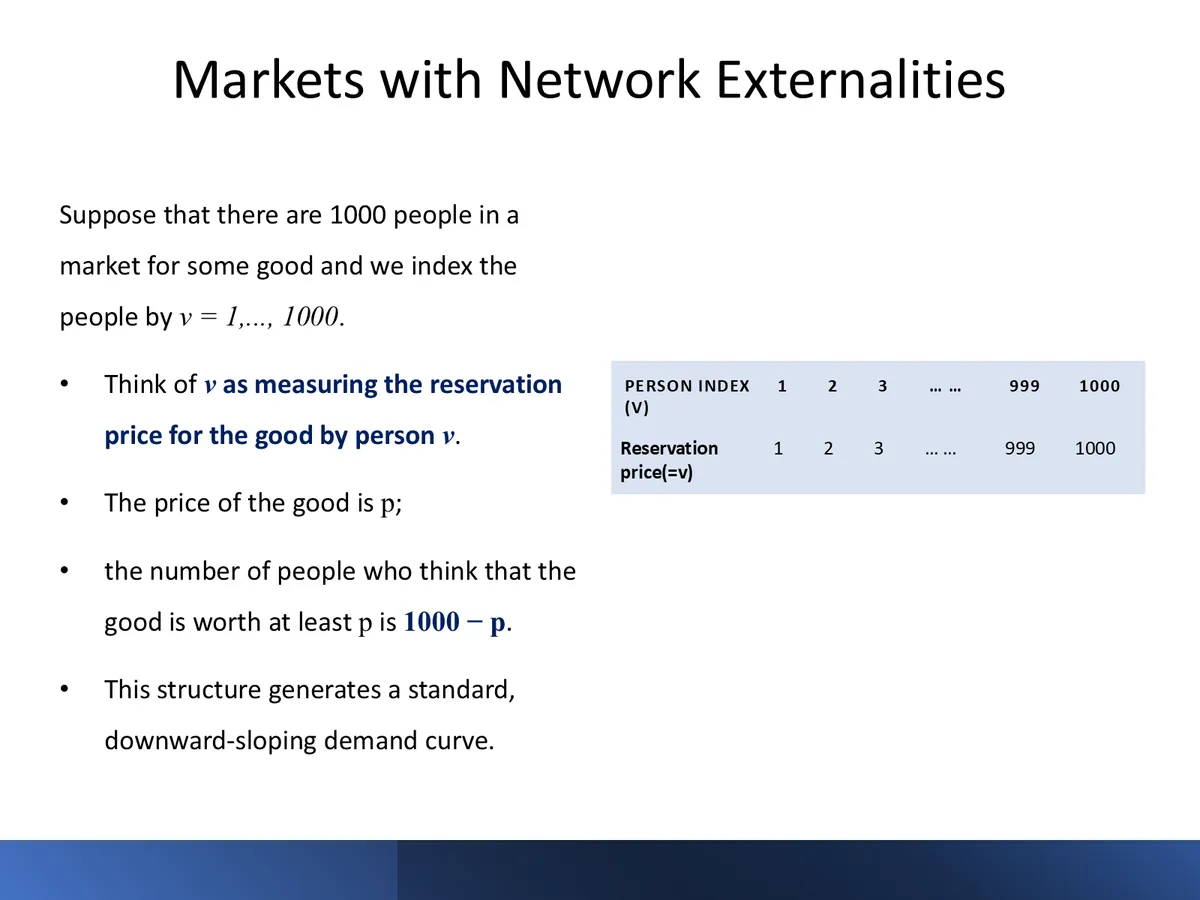 Markets with Network Externalities
Suppose that there are 1000 people in a
market for some good and we index the
people by v = 1,..., 1000.
• Think of v as measuring the reservation
price for the good by person v.
• The price of the good is p;
• the number of people who think that the
good is worth at least p is 1000 − p.
• This structure generates a standard,
downward-sloping demand curve.
PERSON INDEX 1 2 3 … … 999 1000
(V)
Reservation 1 2 3 … … 999 1000
price(=v)